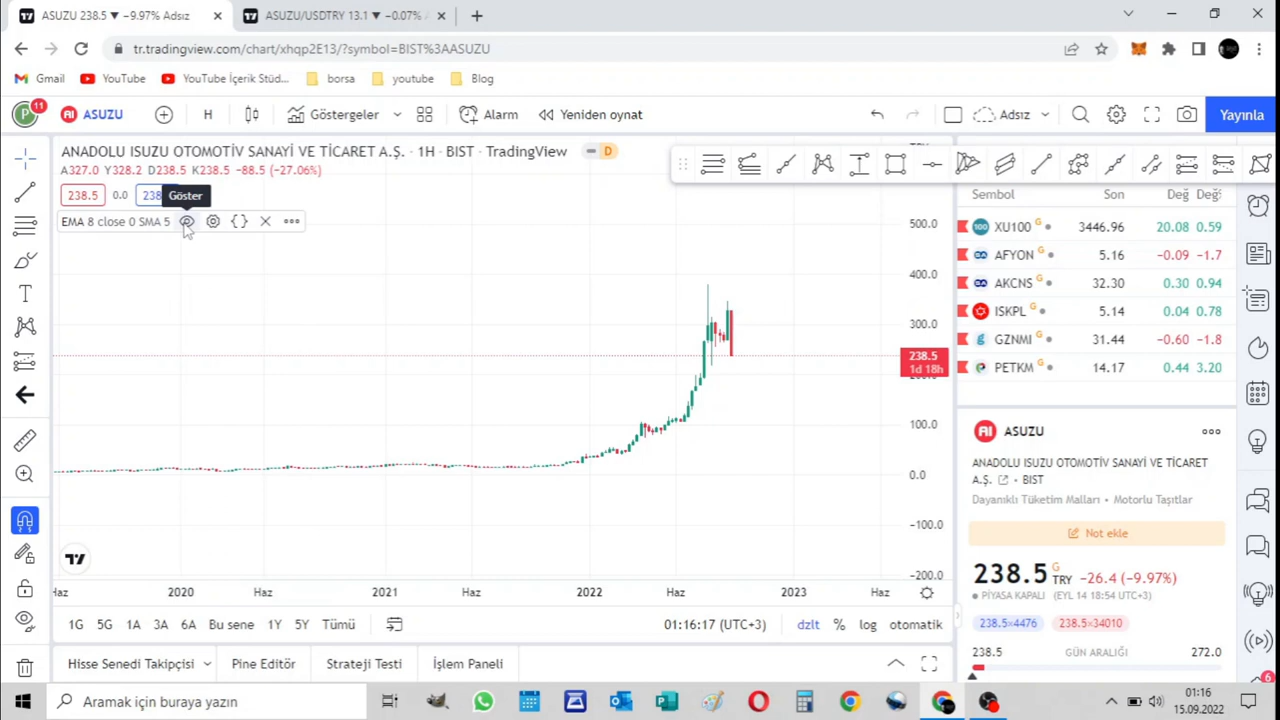 ASUZU 238.5 ▼ −9.97% Adsız
ASUZU/USDTRY 13.1 ▼ −0.07%
tr.tradingview.com/chart/xhqp2E13/?symbol=BIST%3AASUZU
Gmail
YouTube
YouTube İçerik Stüd...
borsa
youtube
Blog
P
11
ASUZU
H
Göstergeler
Alarm
Yeniden oynat
Adsız
Yayınla
ANADOLU ISUZU OTOMOTİV SANAYİ VE TİCARET A.Ş. · 1H · BIST · TradingView
D
A327.0 Y328.2 D238.5 K238.5 −88.5 (−27.06%)
238.5
0.0
238
Göster
EMA 8 close 0 SMA 5
500.0
400.0
300.0
238.5
1d 18h
100.0
0.0
−100.0
−200.0
Haz
2020
Haz
2021
Haz
2022
Haz
2023
Haz
1G
5G
1A
3A
6A
Bu sene
1Y
5Y
Tümü
01:16:17 (UTC+3)
dzlt
%
log
otomatik
Hisse Senedi Takipçisi
Pine Editörü
Strateji Testi
İşlem Paneli
Sembol
Son
Değ
Değ
XU100 G 3446.96 20.08 0.59
AFYON G 5.16 −0.09 −1.7
AKCNS G 32.30 0.30 0.94
ISKPL G 5.14 0.04 0.78
GZNMI G 31.44 −0.60 −1.8
PETKM G 14.17 0.44 3.20
ASUZU
ANADOLU ISUZU OTOMOTİV SANAYİ VE TİCARET
A.Ş. · BIST
Dayanıklı Tüketim Malları • Motorlu Taşıtlar
Not ekle
238.5 G TRY −26.4 (−9.97%)
PİYASA KAPALI (EYL 14 18:54 UTC+3)
238.5×4476
238.5×34010
238.5
GÜN ARALIĞI
272.0
6
Aramak için buraya yazın
01:16
15.09.2022